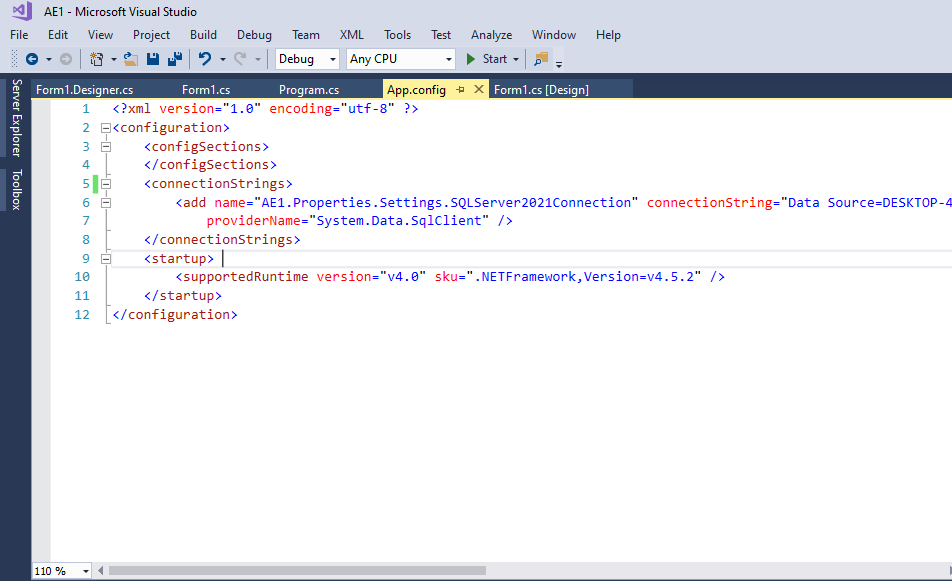 AE1 - Microsoft Visual Studio
File Edit View Project Build Debug Team XML Tools Test Analyze Window Help
Debug Any CPU Start
Form1.Designer.cs Form1.cs Program.cs App.config Form1.cs [Design]
Server Explorer
Toolbox
1 <?xml version="1.0" encoding="utf-8" ?>
2 <configuration>
3 <configSections>
4 </configSections>
5 <connectionStrings>
6 <add name="AE1.Properties.Settings.SQLServer2021Connection" connectionString="Data Source=DESKTOP-4
7 providerName="System.Data.SqlClient" />
8 </connectionStrings>
9 <startup>
10 <supportedRuntime version="v4.0" sku=".NETFramework,Version=v4.5.2" />
11 </startup>
12 </configuration>
110 %